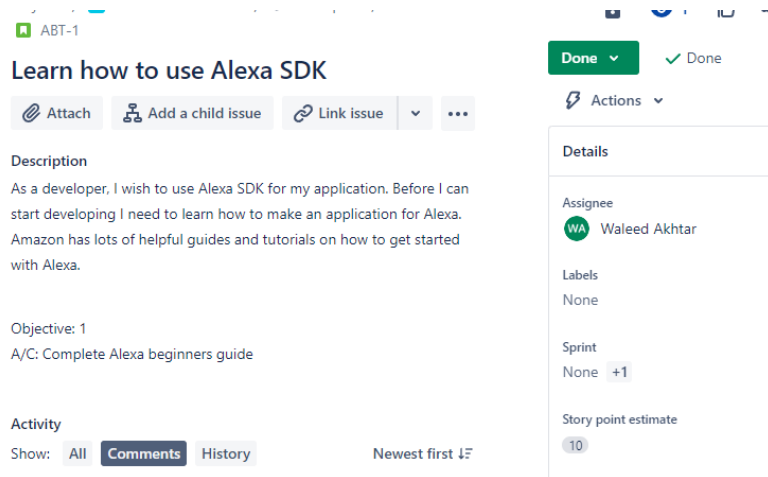 ABT-1
Learn how to use Alexa SDK
Attach
Add a child issue
Link issue
Description
As a developer, I wish to use Alexa SDK for my application. Before I can
start developing I need to learn how to make an application for Alexa.
Amazon has lots of helpful guides and tutorials on how to get started
with Alexa.
Objective: 1
A/C: Complete Alexa beginners guide
Activity
Show: All Comments History Newest first
Done Done
Actions
Details
Assignee
WA Waleed Akhtar
Labels
None
Sprint
None +1
Story point estimate
10